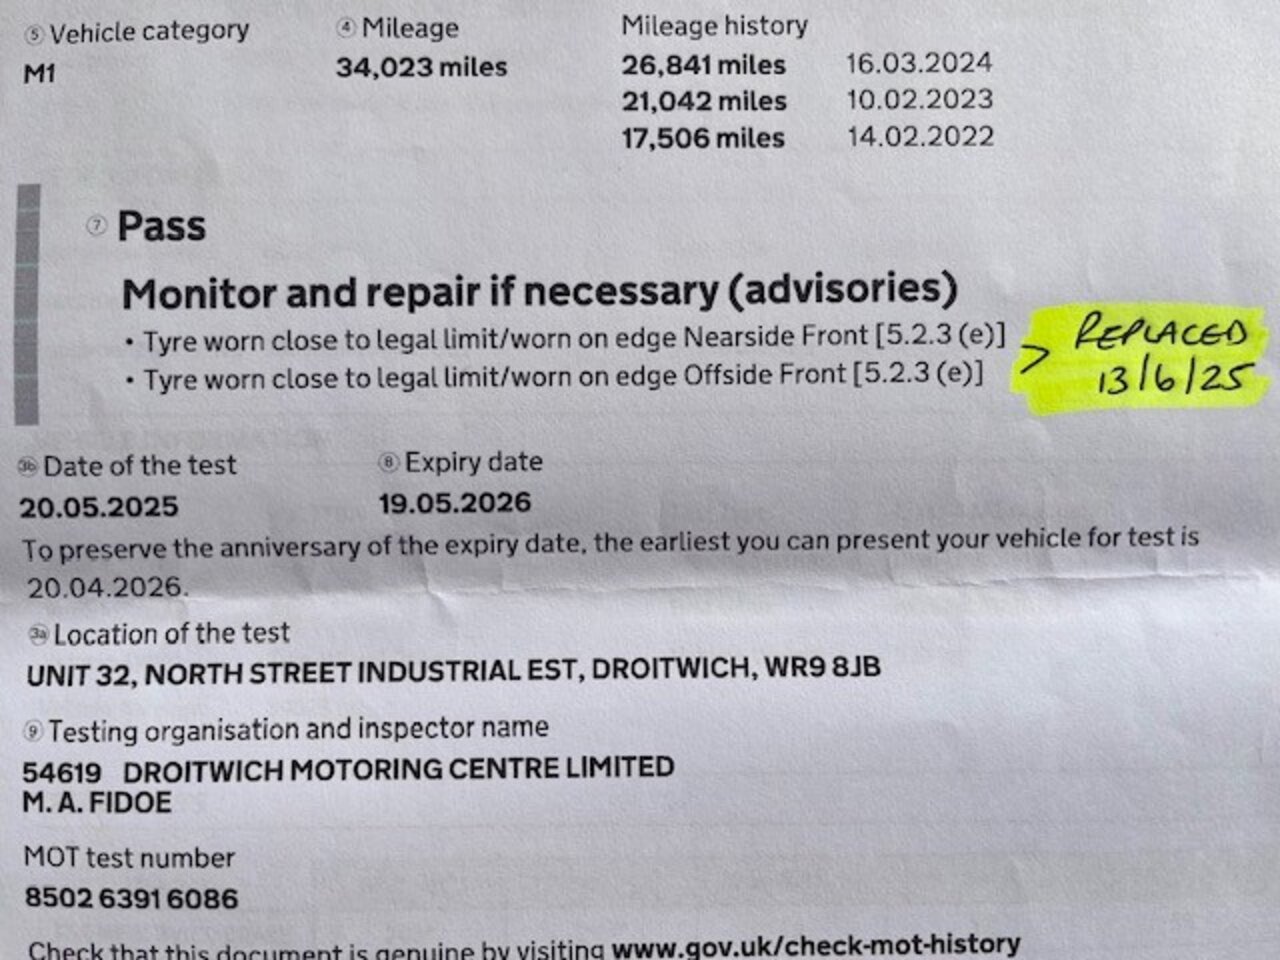 ⑤ Vehicle category
M1
④ Mileage
34,023 miles
Mileage history
26,841 miles 16.03.2024
21,042 miles 10.02.2023
17,506 miles 14.02.2022
⑦ Pass
Monitor and repair if necessary (advisories)
• Tyre worn close to legal limit/worn on edge Nearside Front [5.2.3 (e)]
• Tyre worn close to legal limit/worn on edge Offside Front [5.2.3 (e)]
> REPLACED
13/6/25
3b Date of the test
20.05.2025
⑧ Expiry date
19.05.2026
To preserve the anniversary of the expiry date, the earliest you can present your vehicle for test is
20.04.2026.
3a Location of the test
UNIT 32, NORTH STREET INDUSTRIAL EST, DROITWICH, WR9 8JB
⑨ Testing organisation and inspector name
54619 DROITWICH MOTORING CENTRE LIMITED
M. A. FIDOE
MOT test number
8502 6391 6086
Check that this document is genuine by visiting www.gov.uk/check-mot-history